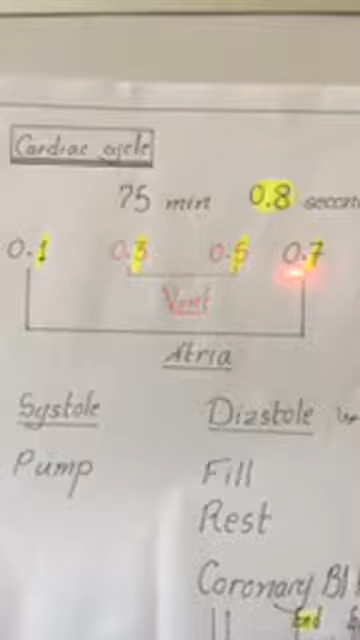 Cardiac cycle
75 min 0.8
0.1 0.3 0.5 0.7
Vent
Atria
Systole Diastole
Pump Fill
Rest
Coronary Bl
End